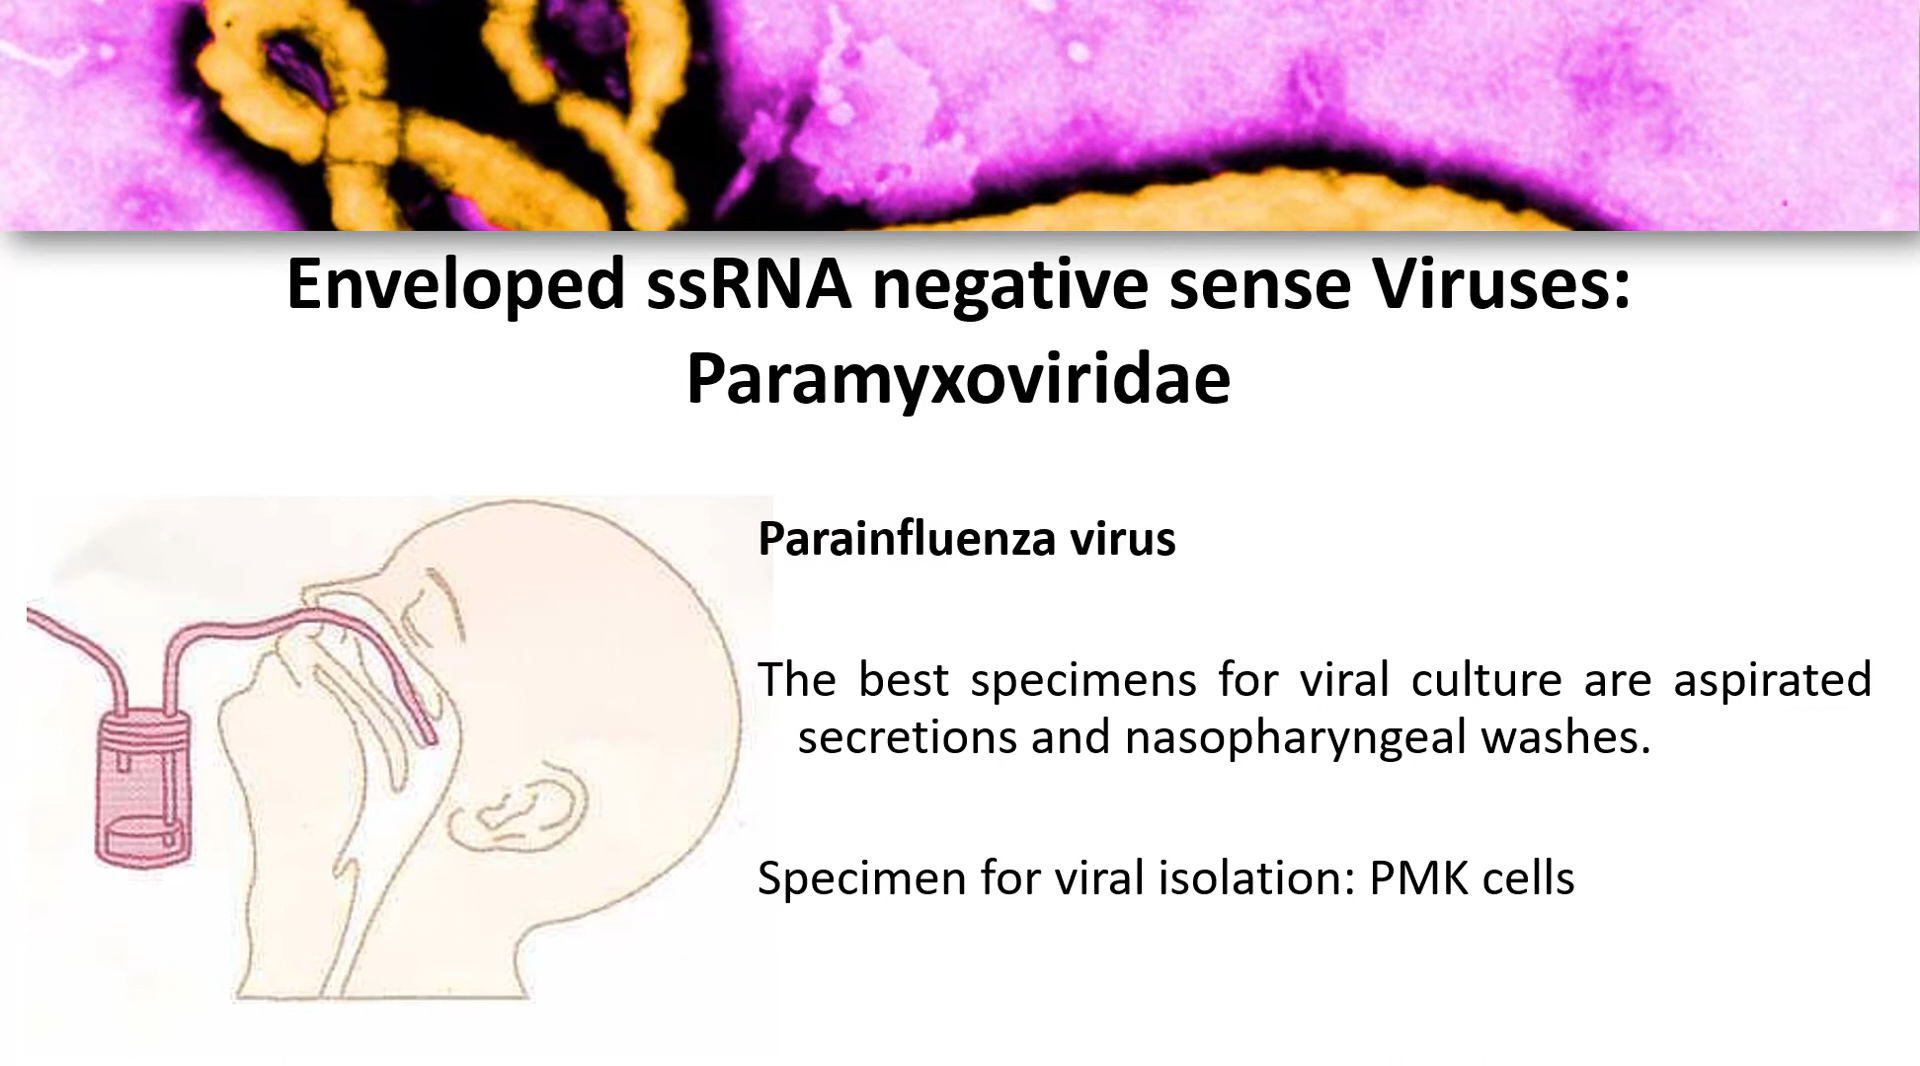 Enveloped ssRNA negative sense Viruses:
Paramyxoviridae
Parainfluenza virus
The best specimens for viral culture are aspirated
secretions and nasopharyngeal washes.
Specimen for viral isolation: PMK cells